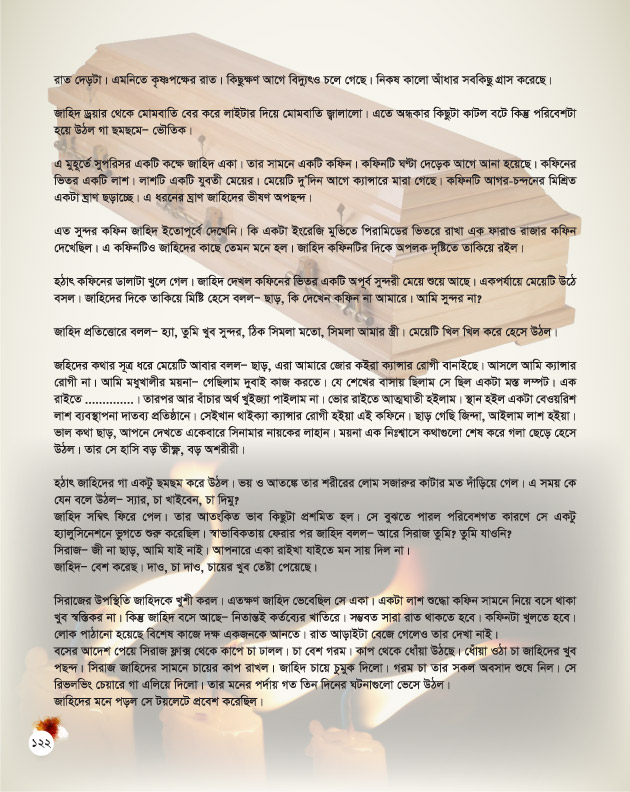 রাত দেড়টা। এমনিতে কৃষ্ণপক্ষের রাত। কিছুক্ষণ আগে বিদ্যুৎও চলে গেছে। নিকষ কালো আঁধার সবকিছু গ্রাস করেছে।
জাহিদ ড্রয়ার থেকে মোমবাতি বের করে লাইটার দিয়ে মোমবাতি জ্বালালো। এতে অন্ধকার কিছুটা কাটল বটে কিন্তু পরিবেশটা
হয়ে উঠল গা ছমছমে– ভৌতিক।
এ মুহূর্তে সুপরিসর একটি কক্ষে জাহিদ একা। তার সামনে একটি কফিন। কফিনটি ঘণ্টা দেড়েক আগে আনা হয়েছে। কফিনের
ভিতর একটি লাশ। লাশটি একটি যুবতী মেয়ের। মেয়েটি দু'দিন আগে ক্যান্সারে মারা গেছে। কফিনটি আগর-চন্দনের মিশ্রিত
একটা ঘ্রাণ ছড়াচ্ছে। এ ধরনের ঘ্রাণ জাহিদের ভীষণ অপছন্দ।
এত সুন্দর কফিন জাহিদ ইতোপূর্বে দেখেনি। কি একটা ইংরেজি মুভিতে পিরামিডের ভিতরে রাখা এক ফারাও রাজার কফিন
দেখেছিল। এ কফিনটিও জাহিদের কাছে তেমন মনে হল। জাহিদ কফিনটির দিকে অপলক দৃষ্টিতে তাকিয়ে রইল।
হঠাৎ কফিনের ডালাটা খুলে গেল। জাহিদ দেখল কফিনের ভিতর একটি অপূর্ব সুন্দরী মেয়ে শুয়ে আছে। একপর্যায়ে মেয়েটি উঠে
বসল। জাহিদের দিকে তাকিয়ে মিষ্টি হেসে বলল– ছাড়, কি দেখেন কফিন না আমারে। আমি সুন্দর না?
জাহিদ প্রতিত্তোরে বলল– হ্যা, তুমি খুব সুন্দর, ঠিক সিমলা মতো, সিমলা আমার স্ত্রী। মেয়েটি খিল খিল করে হেসে উঠল।
জহিদের কথার সূত্র ধরে মেয়েটি আবার বলল– ছাড়, এরা আমারে জোর কইরা ক্যান্সার রোগী বানাইছে। আসলে আমি ক্যান্সার
রোগী না। আমি মধুখালীর ময়না– গেছিলাম দুবাই কাজ করতে। যে শেখের বাসায় ছিলাম সে ছিল একটা মস্ত লম্পট। এক
রাইতে ..............। তারপর আর বাঁচার অর্থ খুইজ্যা পাইলাম না। ভোর রাইতে আত্মঘাতী হইলাম। স্থান হইল একটা বেওয়রিশ
লাশ ব্যবস্থাপনা দাতব্য প্রতিষ্ঠানে। সেইখান থাইক্যা ক্যান্সার রোগী হইয়া এই কফিনে। ছাড় গেছি জিন্দা, আইলাম লাশ হইয়া।
ভাল কথা ছাড়, আপনে দেখতে একেবারে সিনামার নায়কের লাহান। ময়না এক নিঃশ্বাসে কথাগুলো শেষ করে গলা ছেড়ে হেসে
উঠল। তার সে হাসি বড় তীক্ষ্ণ, বড় অশরীরী।
হঠাৎ জাহিদের গা একটু ছমছম করে উঠল। ভয় ও আতঙ্কে তার শরীরের লোম সজারুর কাটার মত দাঁড়িয়ে গেল। এ সময় কে
যেন বলে উঠল– স্যার, চা খাইবেন, চা দিমু?
জাহিদ সম্বিৎ ফিরে পেল। তার আতংকিত ভাব কিছুটা প্রশমিত হল। সে বুঝতে পারল পরিবেশগত কারণে সে একটু
হ্যালুসিনেশনে ভুগতে শুরু করেছিল। স্বাভাবিকতায় ফেরার পর জাহিদ বলল– আরে সিরাজ তুমি? তুমি যাওনি?
সিরাজ– জী না ছাড়, আমি যাই নাই। আপনারে একা রাইখা যাইতে মন সায় দিল না।
জাহিদ– বেশ করেছ। দাও, চা দাও, চায়ের খুব তেষ্টা পেয়েছে।
সিরাজের উপস্থিতি জাহিদকে খুশী করল। এতক্ষণ জাহিদ ভেবেছিল সে একা। একটা লাশ শুদ্ধো কফিন সামনে নিয়ে বসে থাকা
খুব স্বস্তিকর না। কিন্তু জাহিদ বসে আছে– নিতান্তই কর্তব্যের খাতিরে। সম্ভবত সারা রাত থাকতে হবে। কফিনটা খুলতে হবে।
লোক পাঠানো হয়েছে বিশেষ কাজে দক্ষ একজনকে আনতে। রাত আড়াইটা বেজে গেলেও তার দেখা নাই।
বসের আদেশ পেয়ে সিরাজ ফ্লাক্স থেকে কাপে চা ঢালল। চা বেশ গরম। কাপ থেকে ধোঁয়া উঠছে। ধোঁয়া ওঠা চা জাহিদের খুব
পছন্দ। সিরাজ জাহিদের সামনে চায়ের কাপ রাখল। জাহিদ চায়ে চুমুক দিলো। গরম চা তার সকল অবসাদ শুষে নিল। সে
রিভলভিং চেয়ারে গা এলিয়ে দিলো। তার মনের পর্দায় গত তিন দিনের ঘটনাগুলো ভেসে উঠল।
জাহিদের মনে পড়ল সে টয়লেটে প্রবেশ করেছিল।
১২২